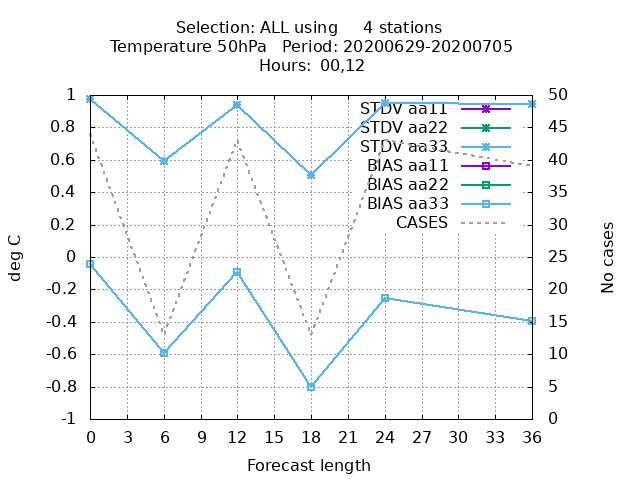 Selection: ALL using     4 stations
Temperature 50hPa   Period: 20200629-20200705
Hours: 00,12
1
0.8
0.6
0.4
0.2
0
-0.2
-0.4
-0.6
-0.8
-1
deg C
STDV aa11
STDV aa22
STDV aa33
BIAS aa11
BIAS aa22
BIAS aa33
CASES
50
45
40
35
30
25
20
15
10
5
0
No cases
0 3 6 9 12 15 18 21 24 27 30 33 36
Forecast length